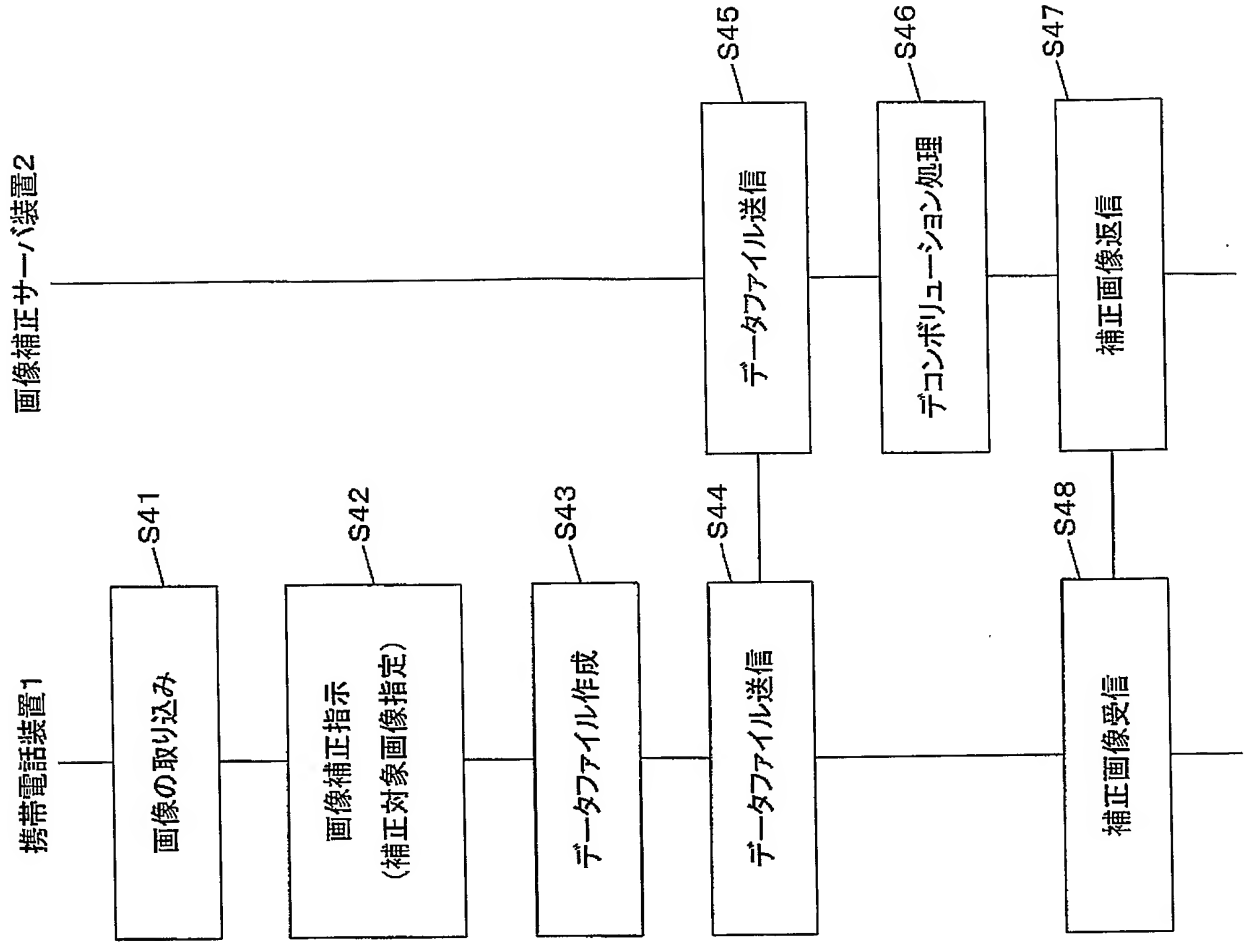 携帯電話装置1
画像補正サーバ装置2
画像の取り込み
S41
画像補正指示
(補正対象画像指定)
S42
データファイル作成
S43
データファイル送信
S44
データファイル送信
S45
デコンボリューション処理
S46
補正画像返信
S47
補正画像受信
S48